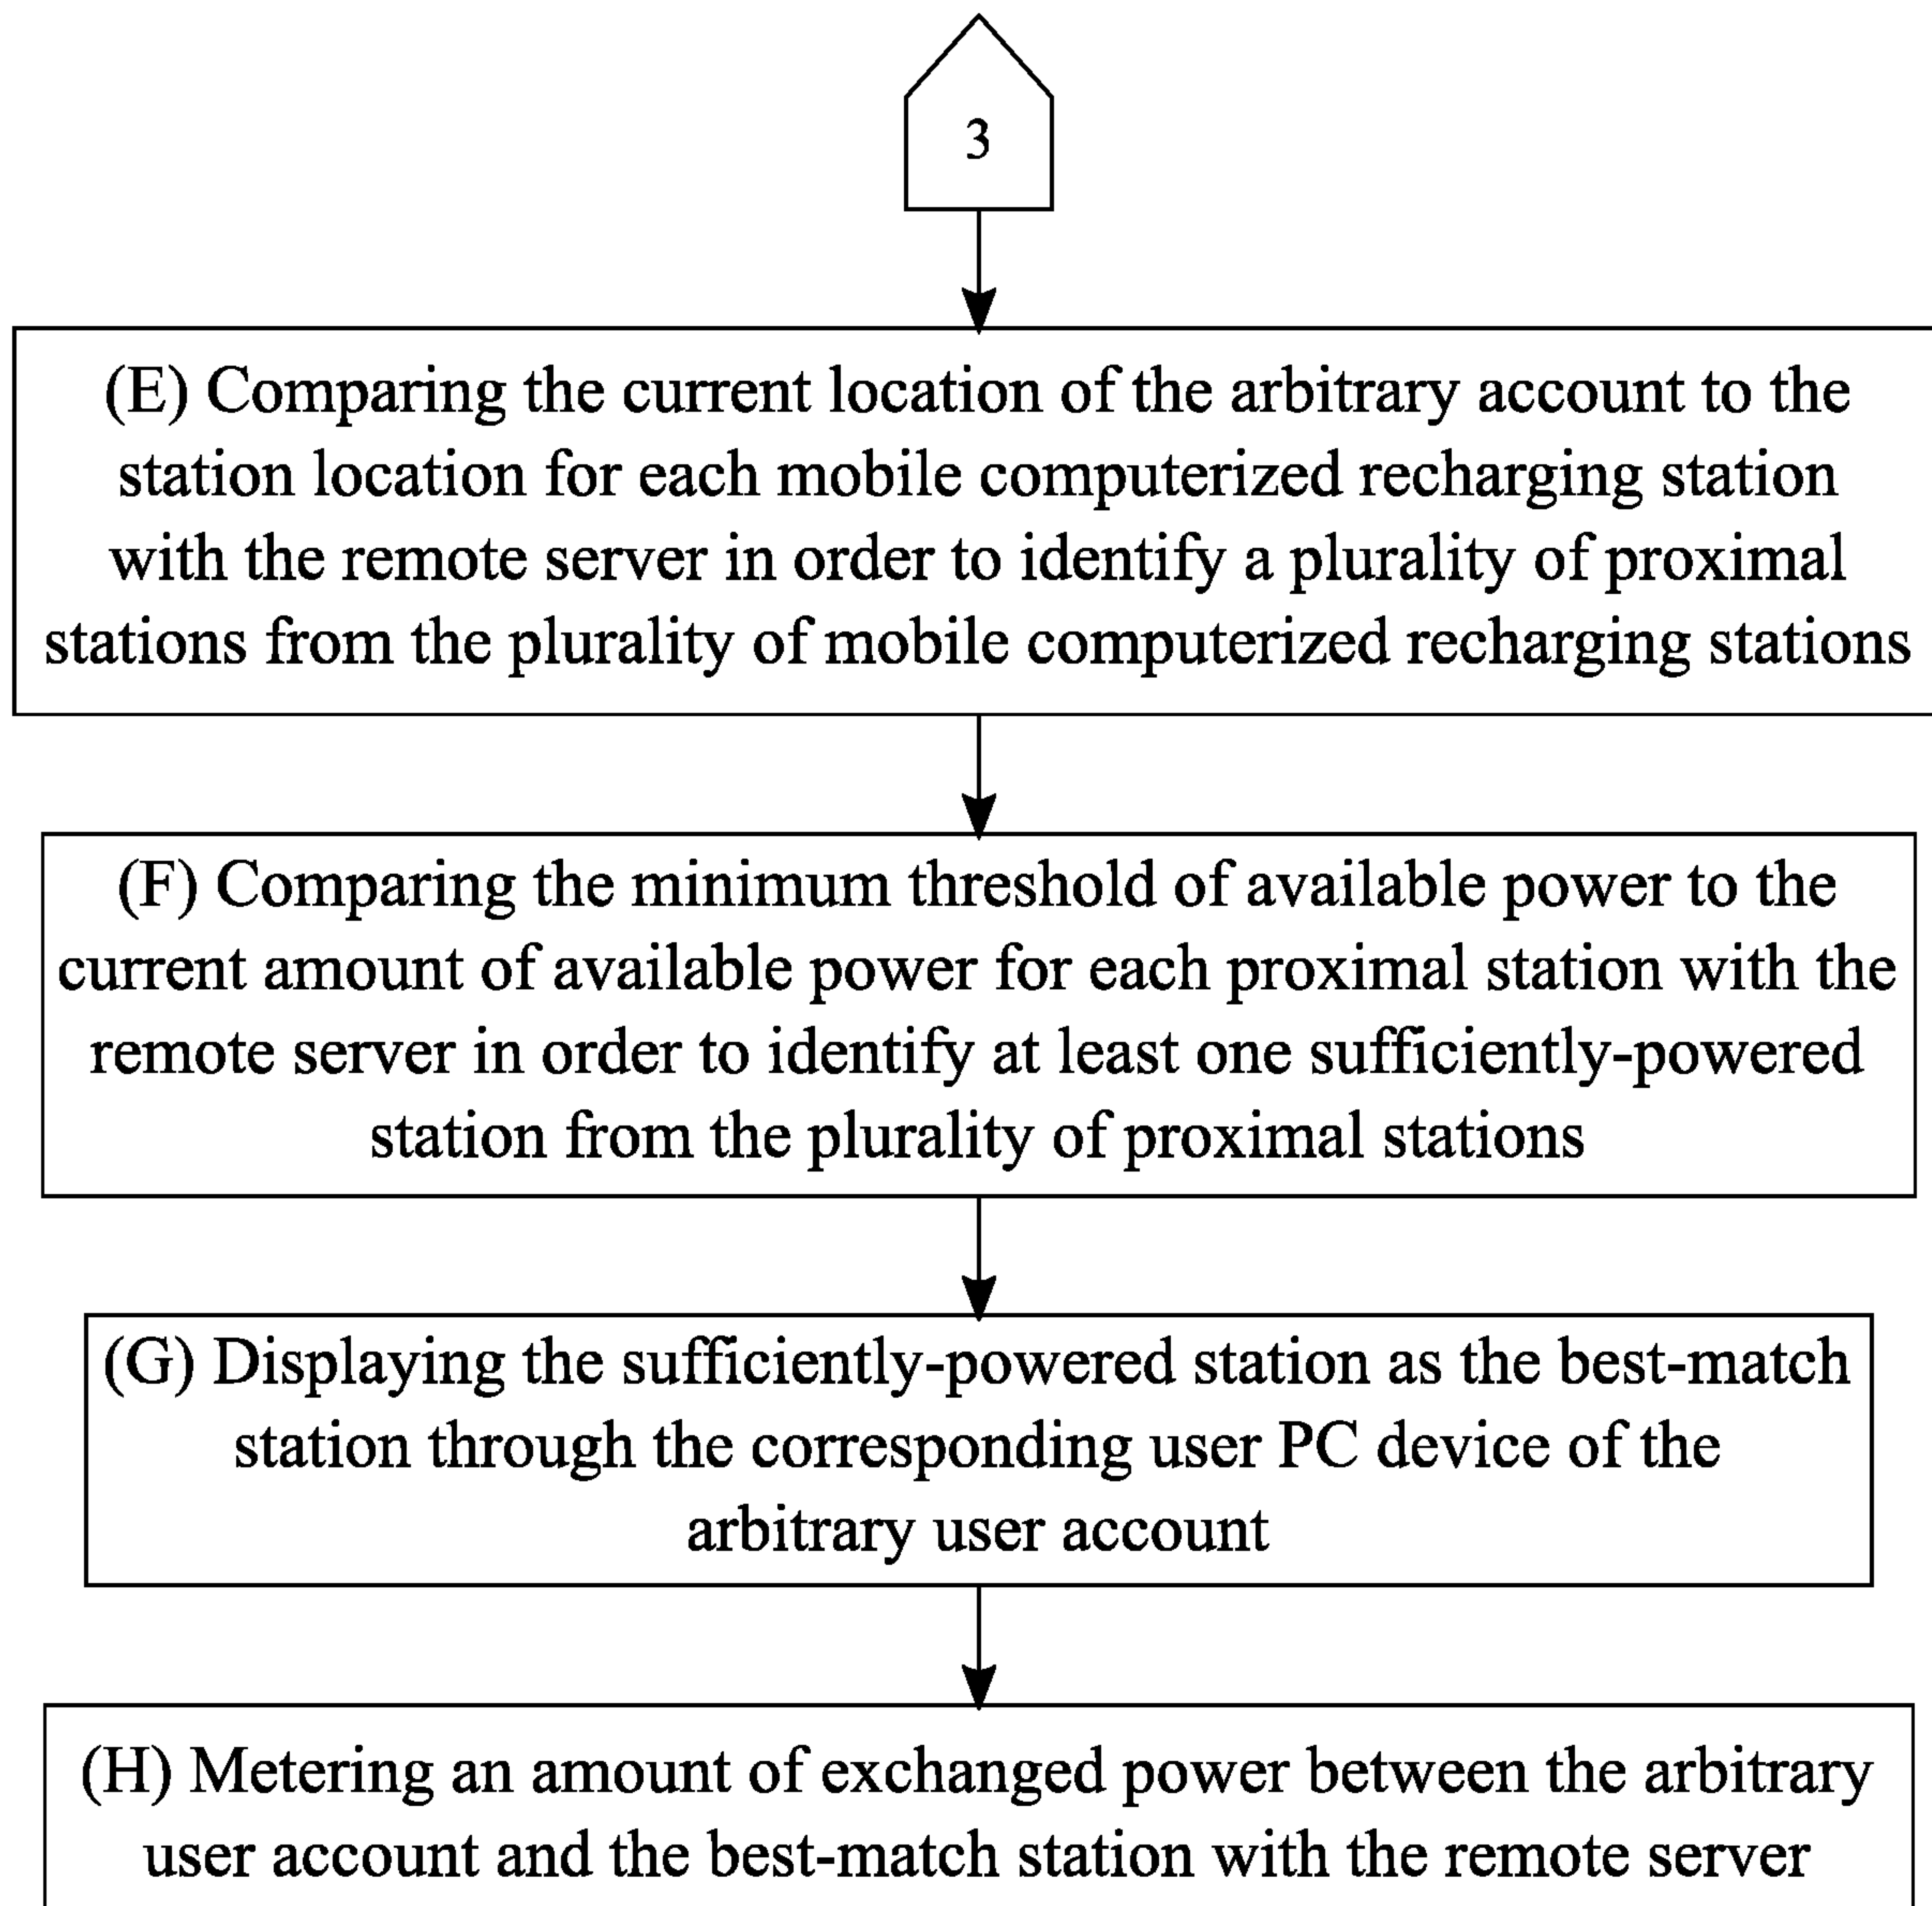 3
(E) Comparing the current location of the arbitrary account to the
station location for each mobile computerized recharging station
with the remote server in order to identify a plurality of proximal
stations from the plurality of mobile computerized recharging stations
(F) Comparing the minimum threshold of available power to the
current amount of available power for each proximal station with the
remote server in order to identify at least one sufficiently-powered
station from the plurality of proximal stations
(G) Displaying the sufficiently-powered station as the best-match
station through the corresponding user PC device of the
arbitrary user account
(H) Metering an amount of exchanged power between the arbitrary
user account and the best-match station with the remote server